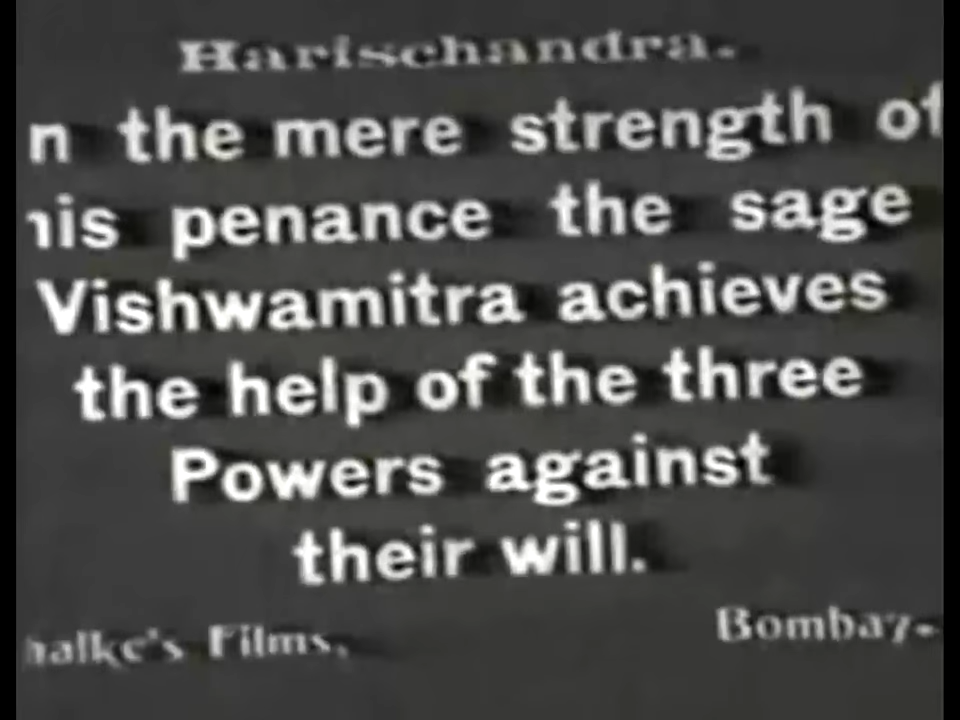 Harischandra.
n the mere strength of
his penance the sage
Vishwamitra achieves
the help of the three
Powers against
their will.
halke's Films,
Bombay.